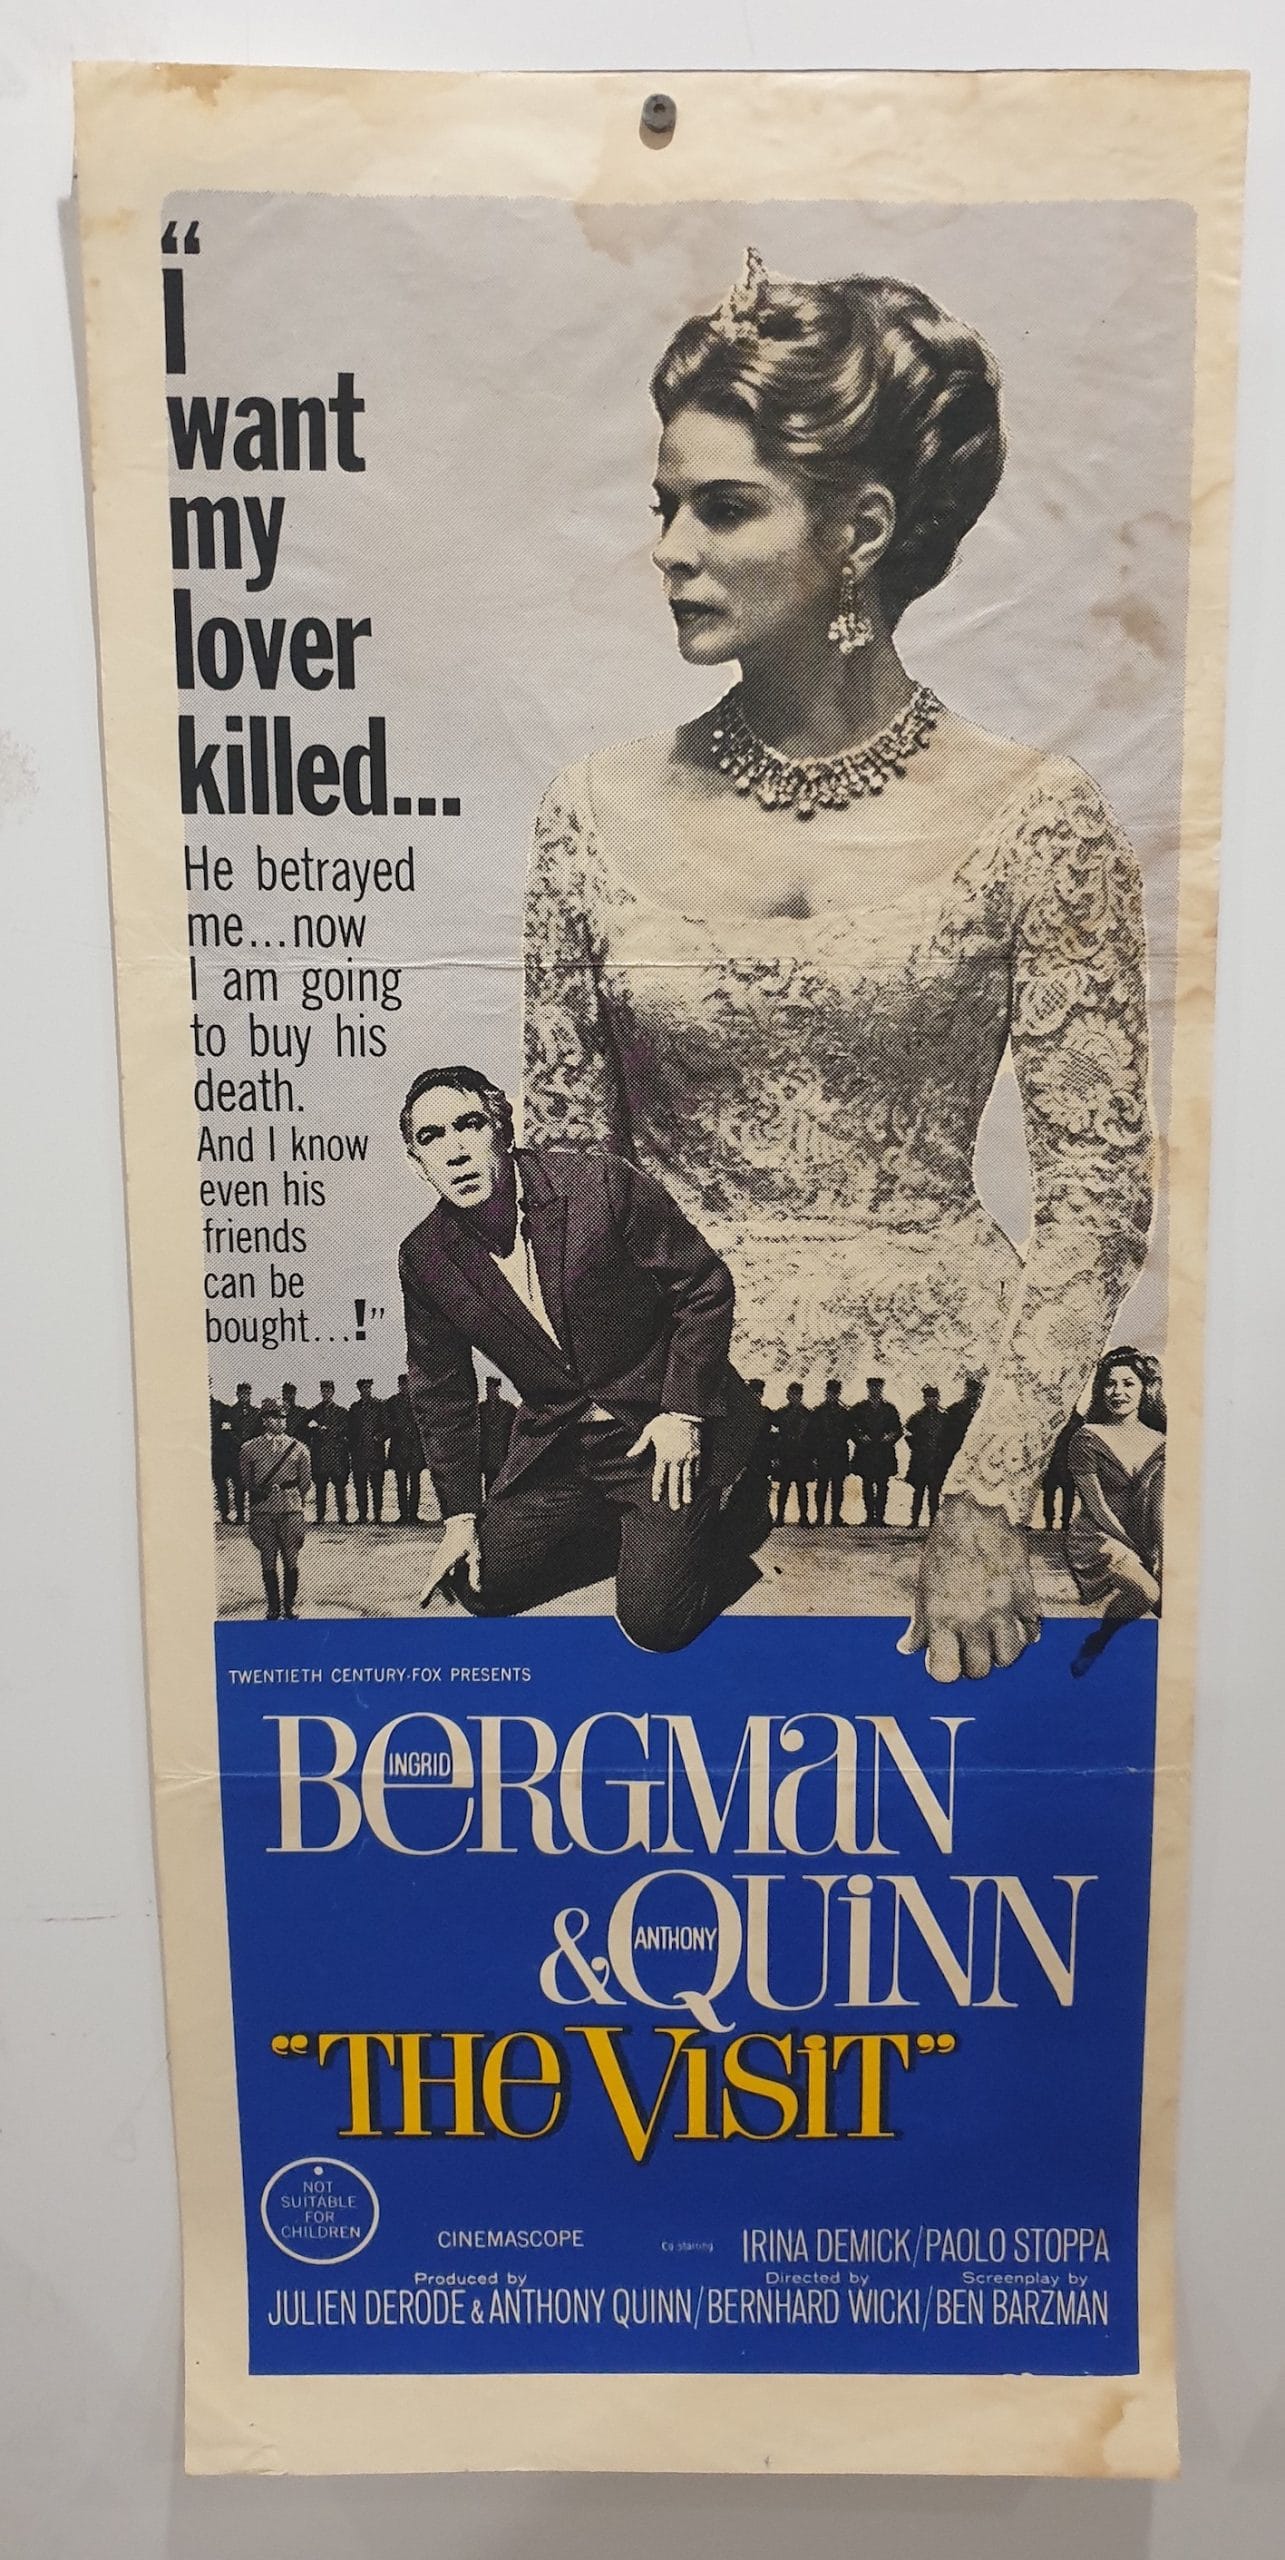 “I
want
my
lover
killed...
He betrayed
me...now
I am going
to buy his
death.
And I know
even his
friends
can be
bought...!”
TWENTIETH CENTURY-FOX PRESENTS
INGRID
BERGMAN
& ANTHONY QUINN
“THE VISIT”
NOT
SUITABLE
FOR
CHILDREN
CINEMASCOPE Co starring IRINA DEMICK/PAOLO STOPPA
Produced by Directed by Screenplay by
JULIEN DERODE & ANTHONY QUINN/BERNHARD WICKI/BEN BARZMAN